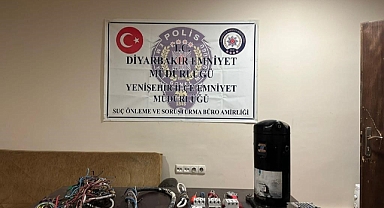 POLİS
T.C.
DİYARBAKIR EMNİYET
MÜDÜRLÜĞÜ
YENİŞEHİR İLÇE EMNİYET
MÜDÜRLÜĞÜ
SUÇ ÖNLEME VE SORUŞTURMA BÜRO AMİRLİĞİ